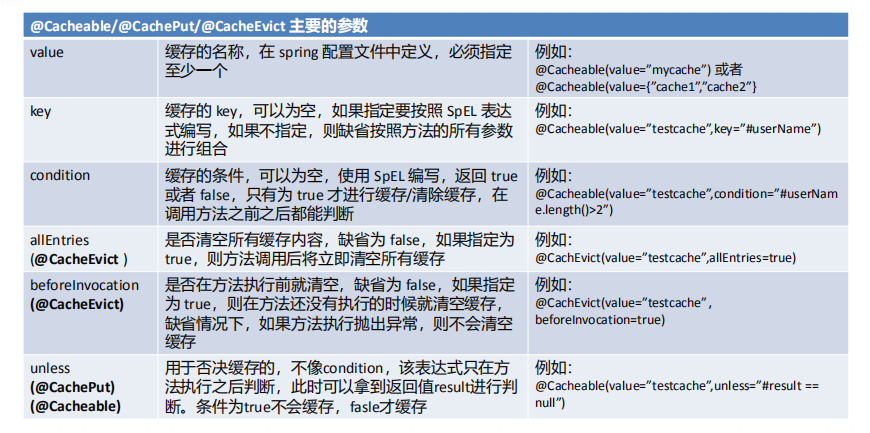 @Cacheable/@CachePut/@CacheEvict 主要的参数
value
缓存的名称，在 spring 配置文件中定义，必须指定
至少一个
例如：
@Cacheable(value=”mycache”) 或者
@Cacheable(value={”cache1”,”cache2”}
key
缓存的 key，可以为空，如果指定要按照 SpEL 表达
式编写，如果不指定，则缺省按照方法的所有参数
进行组合
例如：
@Cacheable(value=”testcache”,key=”#userName”)
condition
缓存的条件，可以为空，使用 SpEL 编写，返回 true
或者 false，只有为 true 才进行缓存/清除缓存，在
调用方法之前之后都能判断
例如：
@Cacheable(value=”testcache”,condition=”#userNam
e.length()>2”)
allEntries
(@CacheEvict )
是否清空所有缓存内容，缺省为 false，如果指定为
true，则方法调用后将立即清空所有缓存
例如：
@CachEvict(value=”testcache”,allEntries=true)
beforeInvocation
(@CacheEvict)
是否在方法执行前就清空，缺省为 false，如果指定
为 true，则在方法还没有执行的时候就清空缓存，
缺省情况下，如果方法执行抛出异常，则不会清空
缓存
例如：
@CachEvict(value=”testcache”，
beforeInvocation=true)
unless
(@CachePut)
(@Cacheable)
用于否决缓存的，不像condition，该表达式只在方
法执行之后判断，此时可以拿到返回值result进行判
断。条件为true不会缓存，fasle才缓存
例如：
@Cacheable(value=”testcache”,unless=”#result ==
null”)